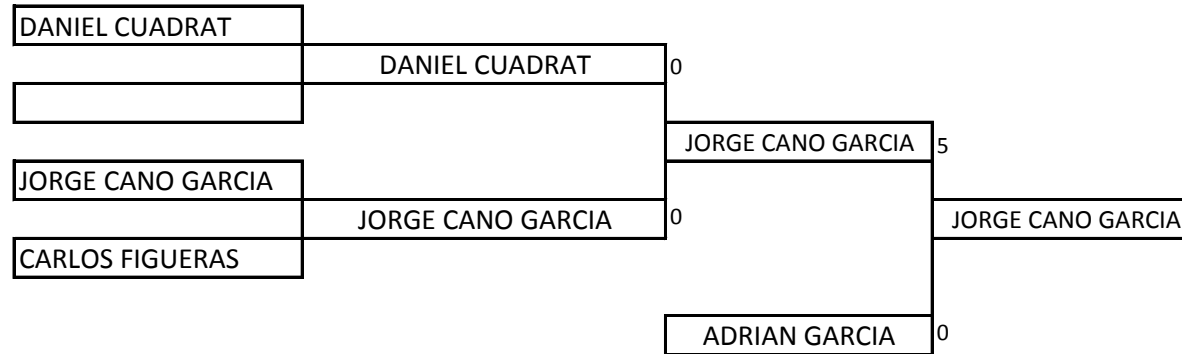 DANIEL CUADRAT
DANIEL CUADRAT 0
JORGE CANO GARCIA 5
JORGE CANO GARCIA
JORGE CANO GARCIA 0 JORGE CANO GARCIA
CARLOS FIGUERAS
ADRIAN GARCIA 0